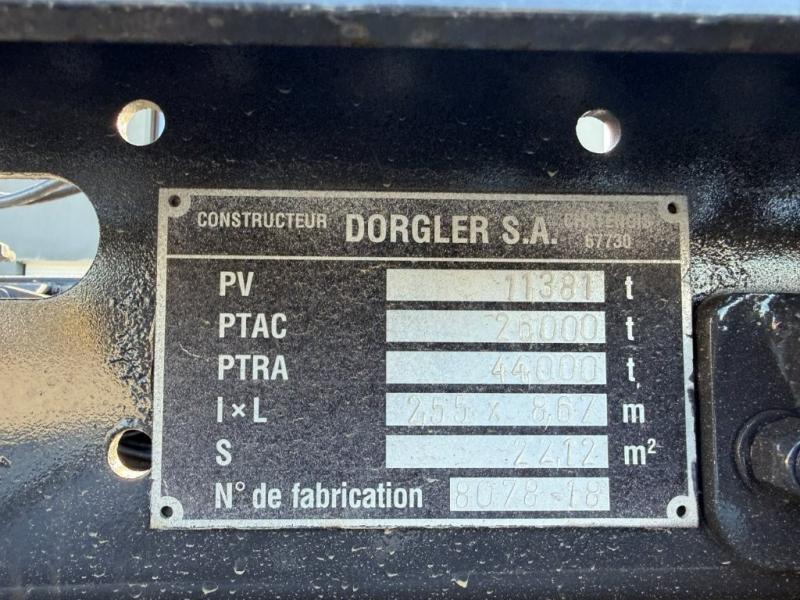 CONSTRUCTEUR DORGLER S.A. CHATENOIS 67730
PV 11381 t
PTAC 26000 t
PTRA 44000 t
I × L 2,55 x 8,67 m
S 22,12 m²
N° de fabrication 8078-18